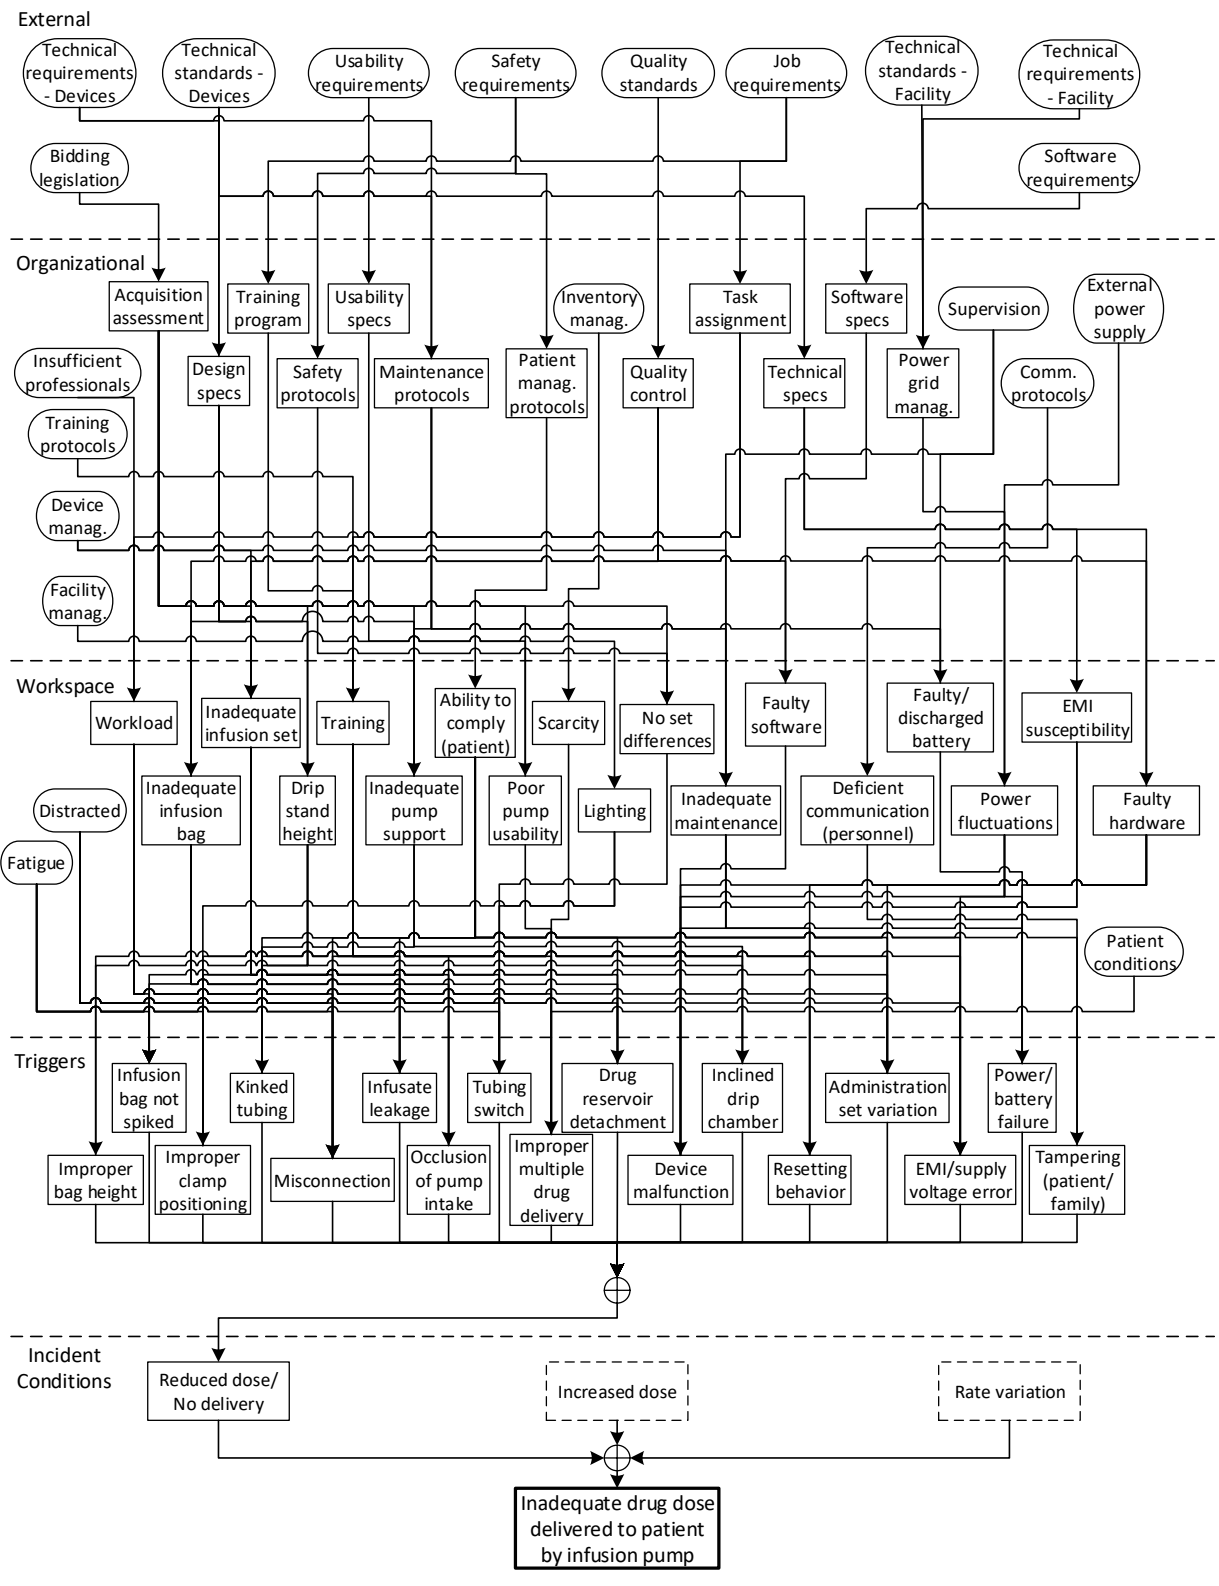 External
Technical
requirements
- Devices
Technical
standards -
Devices
Usability
requirements
Safety
requirements
Quality
standards
Job
requirements
Technical
standards -
Facility
Technical
requirements
- Facility
Bidding
legislation
Software
requirements
Organizational
Acquisition
assessment
Training
program
Usability
specs
Inventory
manag.
Task
assignment
Software
specs
Supervision
External
power
supply
Insufficient
professionals
Design
specs
Safety
protocols
Maintenance
protocols
Patient
manag.
protocols
Quality
control
Technical
specs
Power
grid
manag.
Comm.
protocols
Training
protocols
Device
manag.
Facility
manag.
Workspace
Workload
Inadequate
infusion set
Training
Ability to
comply
(patient)
Scarcity
No set
differences
Faulty
software
Faulty/
discharged
battery
EMI
susceptibility
Distracted
Inadequate
infusion
bag
Drip
stand
height
Inadequate
pump
support
Poor
pump
usability
Lighting
Inadequate
maintenance
Deficient
communication
(personnel)
Power
fluctuations
Faulty
hardware
Fatigue
Patient
conditions
Triggers
Infusion
bag not
spiked
Kinked
tubing
Infusate
leakage
Tubing
switch
Drug
reservoir
detachment
Inclined
drip
chamber
Administration
set variation
Power/
battery
failure
Improper
bag height
Improper
clamp
positioning
Misconnection
Occlusion
of pump
intake
Improper
multiple
drug
delivery
Device
malfunction
Resetting
behavior
EMI/supply
voltage error
Tampering
(patient/
family)
Incident
Conditions
Reduced dose/
No delivery
Increased dose
Rate variation
Inadequate drug dose
delivered to patient
by infusion pump